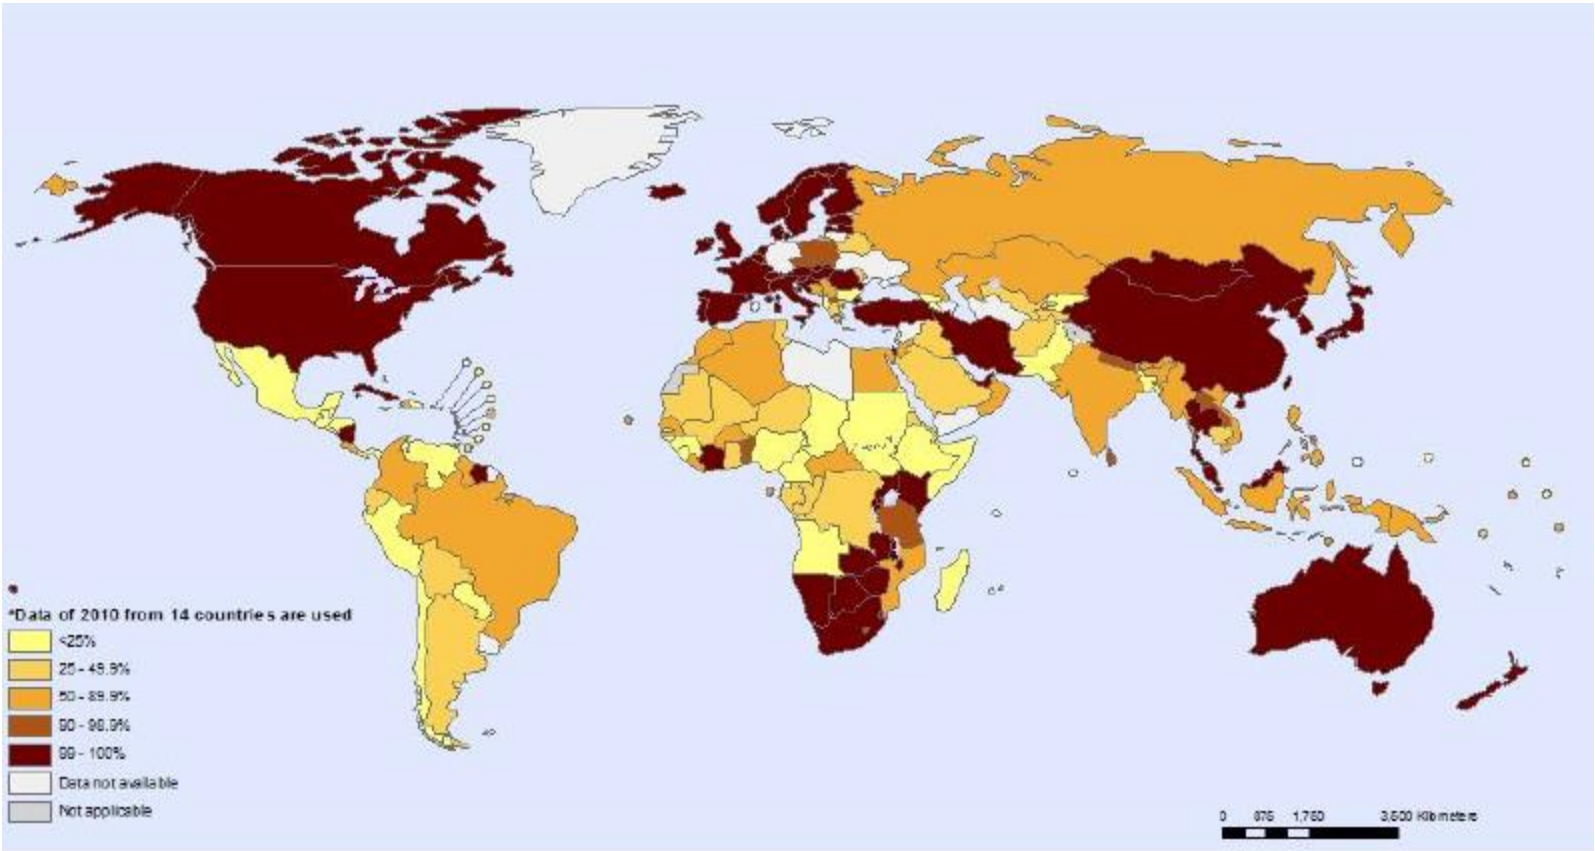 *Data of 2010 from 14 countries are used
<25%
25 - 49.9%
50 - 89.9%
90 - 98.9%
99 - 100%
Data not available
Not applicable
0 875 1,750 3,500 Kilometers